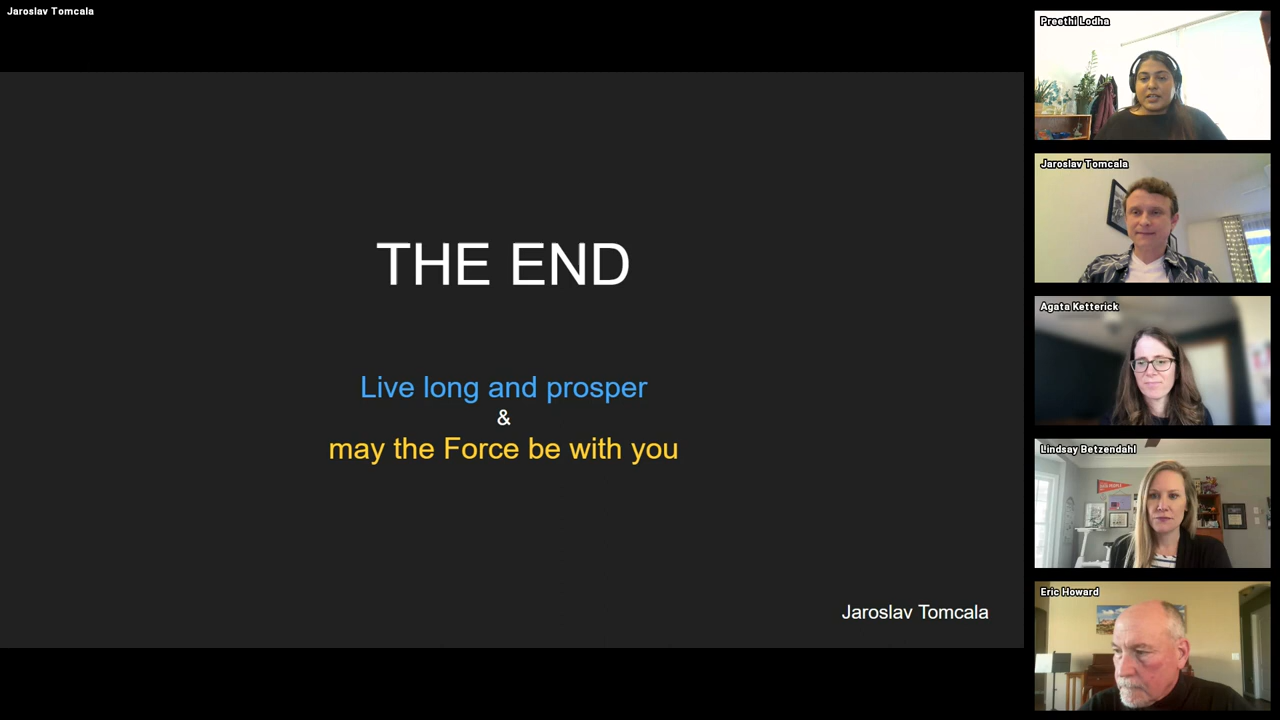 Jaroslav Tomcala
THE END
Live long and prosper
&
may the Force be with you
Jaroslav Tomcala
Preethi Lodha
Jaroslav Tomcala
Agata Ketterick
Lindsay Betzendahl
Eric Howard